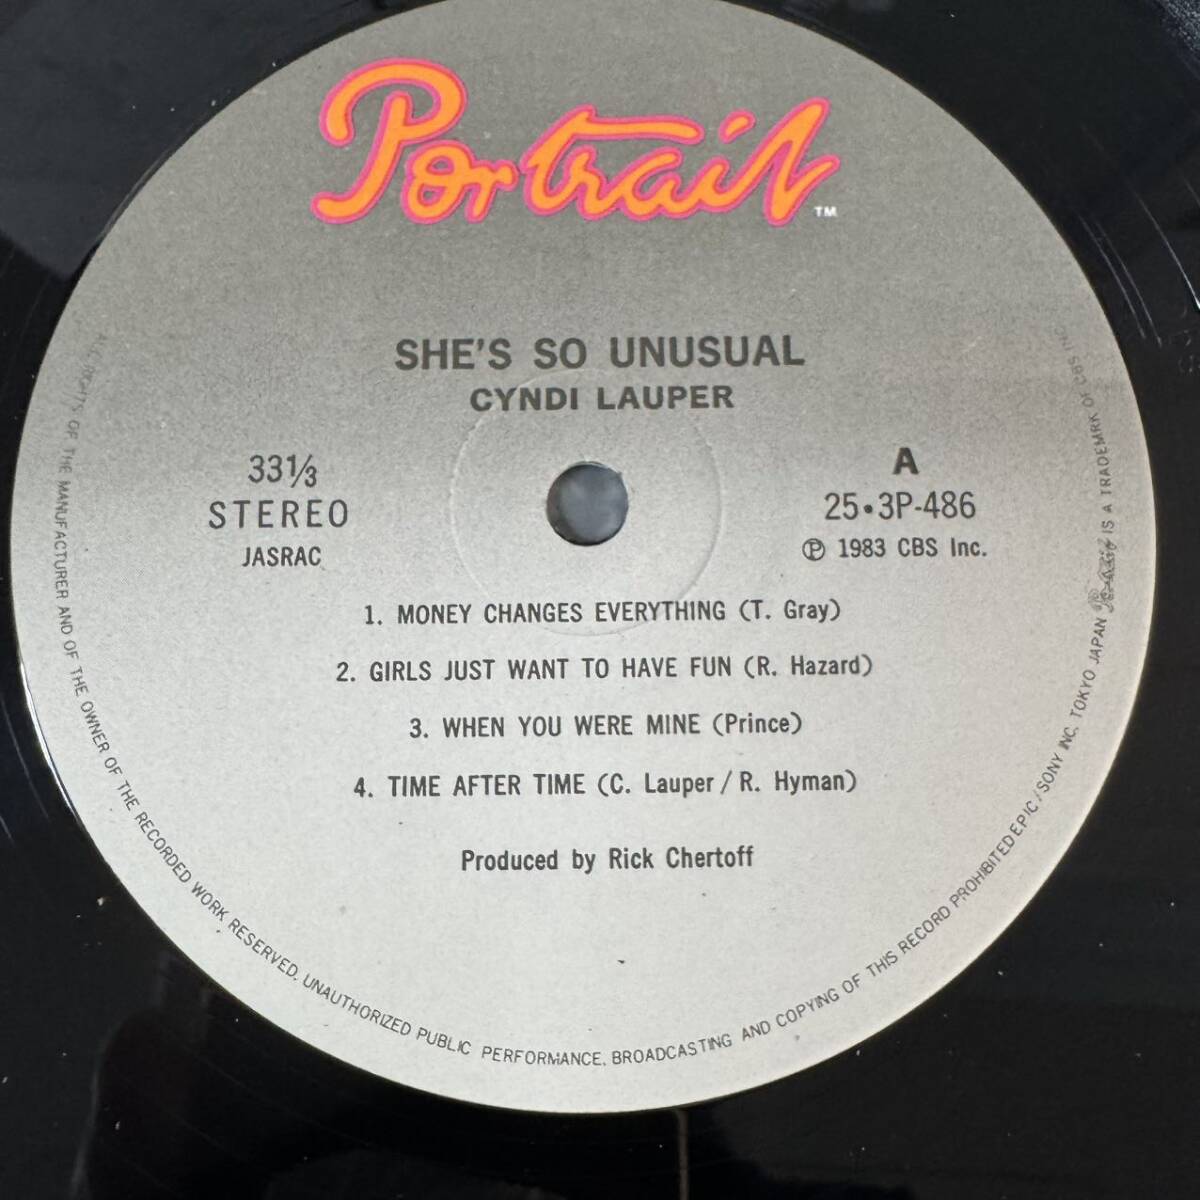 Portrait™
SHE'S SO UNUSUAL
CYNDI LAUPER
33⅓
STEREO
JASRAC
A
25・3P-486
Ⓟ 1983 CBS Inc.
1. MONEY CHANGES EVERYTHING (T. Gray)
2. GIRLS JUST WANT TO HAVE FUN (R. Hazard)
3. WHEN YOU WERE MINE (Prince)
4. TIME AFTER TIME (C. Lauper / R. Hyman)
Produced by Rick Chertoff
RIGHTS OF THE MANUFACTURER AND OF THE OWNER OF THE RECORDED WORK RESERVED. UNAUTHORIZED PUBLIC PERFORMANCE, BROADCASTING AND COPYING OF THIS RECORD PROHIBITED EPIC / SONY INC. TOKYO JAPAN Portrait IS A TRADEMRK OF CBS INC.